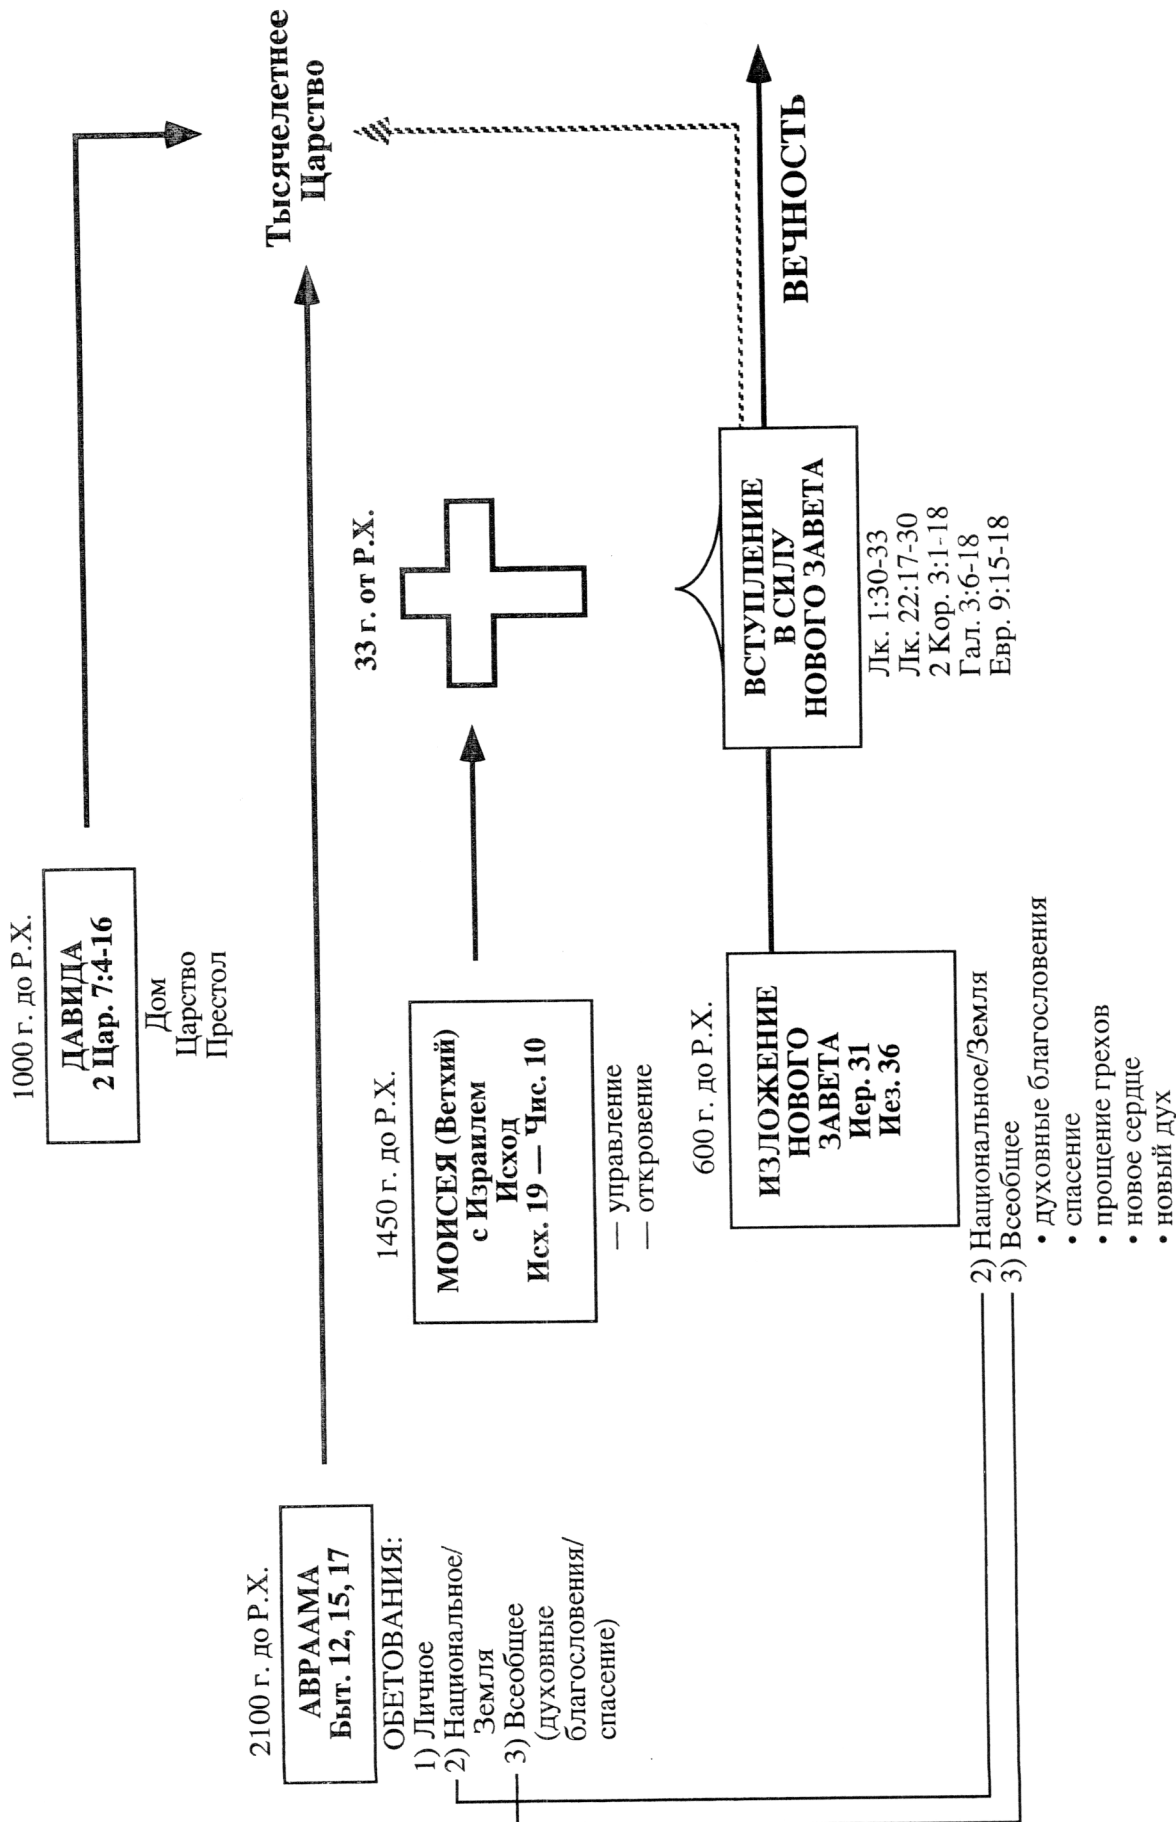 1000 г. до Р.Х.
ДАВИДА
2 Цар. 7:4-16
Дом
Царство
Престол
Тысячелетнее
Царство
2100 г. до Р.Х.
АВРААМА
Быт. 12, 15, 17
ОБЕТОВАНИЯ:
1) Личное
2) Национальное/
Земля
3) Всеобщее
(духовные
благословения/
спасение)
1450 г. до Р.Х.
МОИСЕЯ (Ветхий)
с Израилем
Исход
Исх. 19 — Чис. 10
— управление
— откровение
33 г. от Р.Х.
600 г. до Р.Х.
ИЗЛОЖЕНИЕ
НОВОГО
ЗАВЕТА
Иер. 31
Иез. 36
2) Национальное/Земля
3) Всеобщее
• духовные благословения
• спасение
• прощение грехов
• новое сердце
• новый дух
ВСТУПЛЕНИЕ
В СИЛУ
НОВОГО ЗАВЕТА
Лк. 1:30-33
Лк. 22:17-30
2 Кор. 3:1-18
Гал. 3:6-18
Евр. 9:15-18
ВЕЧНОСТЬ